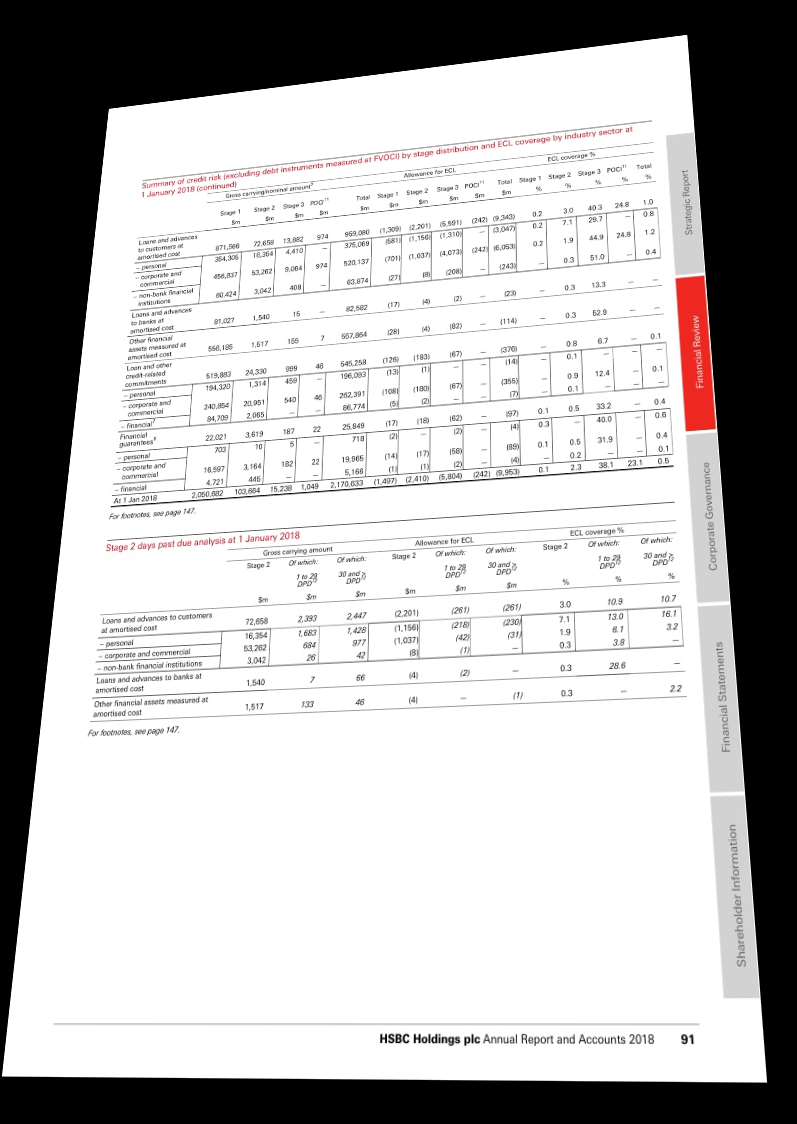 Summary of credit risk (excluding debt instruments measured at FVOCI) by stage distribution and ECL coverage by industry sector at
1 January 2018 (continued)
Gross carrying/nominal amount⁹ Allowance for ECL ECL coverage %
Stage 1 Stage 2 Stage 3 POCI¹¹ Total Stage 1 Stage 2 Stage 3 POCI¹¹ Total Stage 1 Stage 2 Stage 3 POCI¹¹ Total
$m $m $m $m $m $m $m $m $m $m % % % % %
Loans and advances
to customers at
amortised cost 871,566 72,658 13,882 974 959,080 (1,309) (2,201) (5,591) (242) (9,343) 0.2 3.0 40.3 24.8 1.0
– personal 354,305 16,354 4,410 — 375,069 (581) (1,156) (1,310) — (3,047) 0.2 7.1 29.7 — 0.8
– corporate and
commercial 456,837 53,262 9,064 974 520,137 (701) (1,037) (4,073) (242) (6,053) 0.2 1.9 44.9 24.8 1.2
– non-bank financial
institutions 60,424 3,042 408 — 63,874 (27) (8) (208) — (243) — 0.3 51.0 — 0.4
Loans and advances
to banks at
amortised cost 81,027 1,540 15 — 82,582 (17) (4) (2) — (23) — 0.3 13.3 — —
Other financial
assets measured at
amortised cost 556,185 1,517 155 7 557,864 (28) (4) (82) — (114) — 0.3 52.9 — —
Loan and other
credit-related
commitments 519,883 24,330 999 46 545,258 (126) (183) (67) — (376) — 0.8 6.7 — 0.1
– personal 194,320 1,314 459 — 196,093 (13) (1) — — (14) — 0.1 — — —
– corporate and
commercial 240,854 20,951 540 46 262,391 (108) (180) (67) — (355) — 0.9 12.4 — 0.1
– financial⁷ 84,709 2,065 — — 86,774 (5) (2) — — (7) — 0.1 — — —
Financial
guarantees⁸ 22,021 3,619 187 22 25,849 (17) (18) (62) — (97) 0.1 0.5 33.2 — 0.4
– personal 703 10 5 — 718 (2) — (2) — (4) 0.3 — 40.0 — 0.6
– corporate and
commercial 16,597 3,164 182 22 19,965 (14) (17) (58) — (89) 0.1 0.5 31.9 — 0.4
– financial 4,721 445 — — 5,166 (1) (1) (2) — (4) — 0.2 — — 0.1
At 1 Jan 2018 2,050,682 103,664 15,238 1,049 2,170,633 (1,497) (2,410) (5,804) (242) (9,953) 0.1 2.3 38.1 23.1 0.5
For footnotes, see page 147.
Stage 2 days past due analysis at 1 January 2018
Gross carrying amount Allowance for ECL ECL coverage %
Stage 2 Of which: Of which: Stage 2 Of which: Of which: Stage 2 Of which: Of which:
1 to 29 DPD¹² 30 and > DPD¹² 1 to 29 DPD¹² 30 and > DPD¹² 1 to 29 DPD¹² 30 and > DPD¹²
$m $m $m $m $m $m % % %
Loans and advances to customers
at amortised cost 72,658 2,393 2,447 (2,201) (261) (261) 3.0 10.9 10.7
– personal 16,354 1,683 1,428 (1,156) (218) (230) 7.1 13.0 16.1
– corporate and commercial 53,262 684 977 (1,037) (42) (31) 1.9 6.1 3.2
– non-bank financial institutions 3,042 26 42 (8) (1) — 0.3 3.8 —
Loans and advances to banks at
amortised cost 1,540 7 66 (4) (2) — 0.3 28.6 —
Other financial assets measured at
amortised cost 1,517 133 46 (4) — (1) 0.3 — 2.2
For footnotes, see page 147.
Strategic Report
Financial Review
Corporate Governance
Financial Statements
Shareholder Information
HSBC Holdings plc Annual Report and Accounts 2018 91